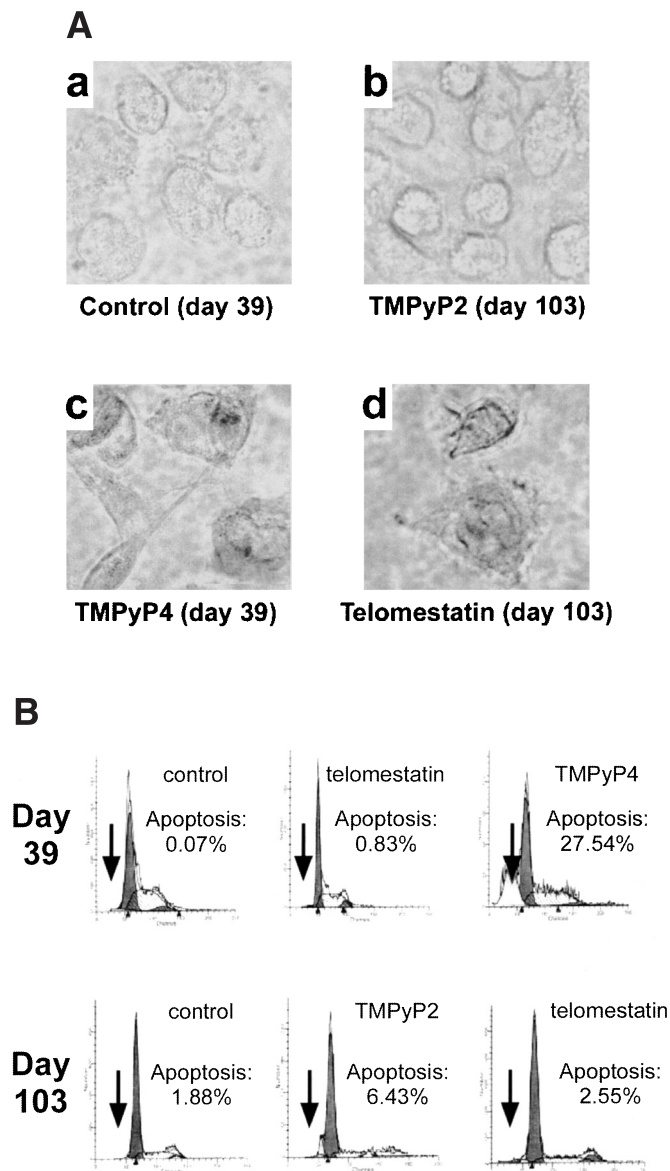 A
a
b
Control (day 39)
TMPyP2 (day 103)
c
d
TMPyP4 (day 39)
Telomestatin (day 103)
B
Day 39
control
Apoptosis:
0.07%
telomestatin
Apoptosis:
0.83%
TMPyP4
Apoptosis:
27.54%
Day 103
control
Apoptosis:
1.88%
TMPyP2
Apoptosis:
6.43%
telomestatin
Apoptosis:
2.55%